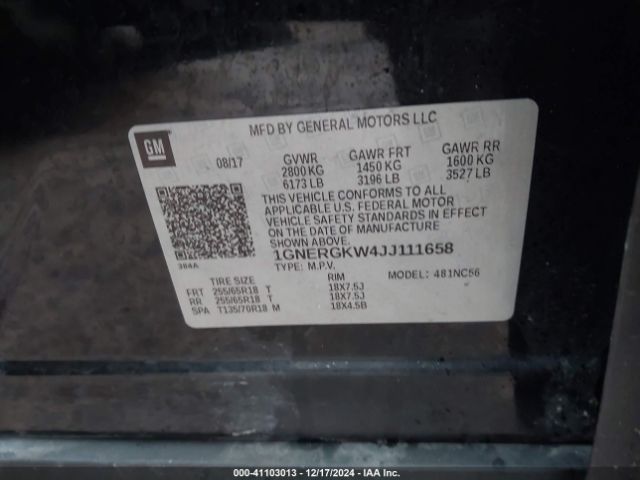 MFD BY GENERAL MOTORS LLC
GM
08/17 GVWR GAWR FRT GAWR RR
2800 KG 1450 KG 1600 KG
6173 LB 3196 LB 3527 LB
THIS VEHICLE CONFORMS TO ALL
APPLICABLE U.S. FEDERAL MOTOR
VEHICLE SAFETY STANDARDS IN EFFECT
ON THE DATE OF MANUFACTURE
SHOWN ABOVE.
1GNERGKW4JJ111658
384A
TYPE: M.P.V. MODEL: 481NC56
TIRE SIZE RIM
FRT 255/65R18 T 18X7.5J
RR 255/65R18 T 18X7.5J
SPA T135/70R18 M 18X4.5B
000-41103013 - 12/17/2024 - IAA Inc.